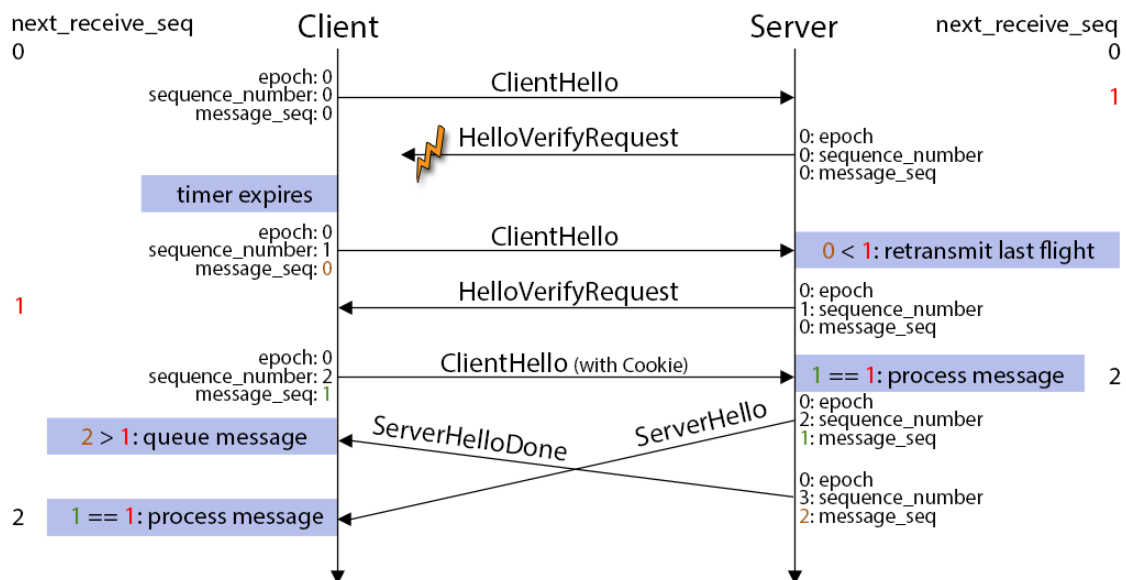 next_receive_seq Client Server next_receive_seq
0 0
epoch: 0
sequence_number: 0
message_seq: 0
ClientHello
1
HelloVerifyRequest
0: epoch
0: sequence_number
0: message_seq
timer expires
epoch: 0
sequence_number: 1
message_seq: 0
ClientHello
0 < 1: retransmit last flight
1
HelloVerifyRequest
0: epoch
1: sequence_number
0: message_seq
epoch: 0
sequence_number: 2
message_seq: 1
ClientHello (with Cookie)
1 == 1: process message
2
0: epoch
2: sequence_number
1: message_seq
ServerHello
2 > 1: queue message
ServerHelloDone
0: epoch
3: sequence_number
2: message_seq
2
1 == 1: process message